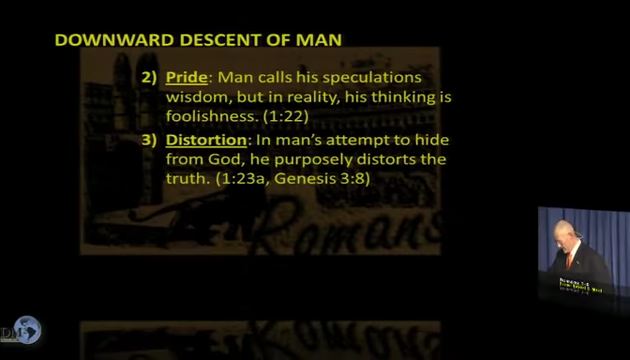 DOWNWARD DESCENT OF MAN
2) Pride: Man calls his speculations
wisdom, but in reality, his thinking is
foolishness. (1:22)
3) Distortion: In man's attempt to hide
from God, he purposely distorts the
truth. (1:23a, Genesis 3:8)
Romans
DM
Romans